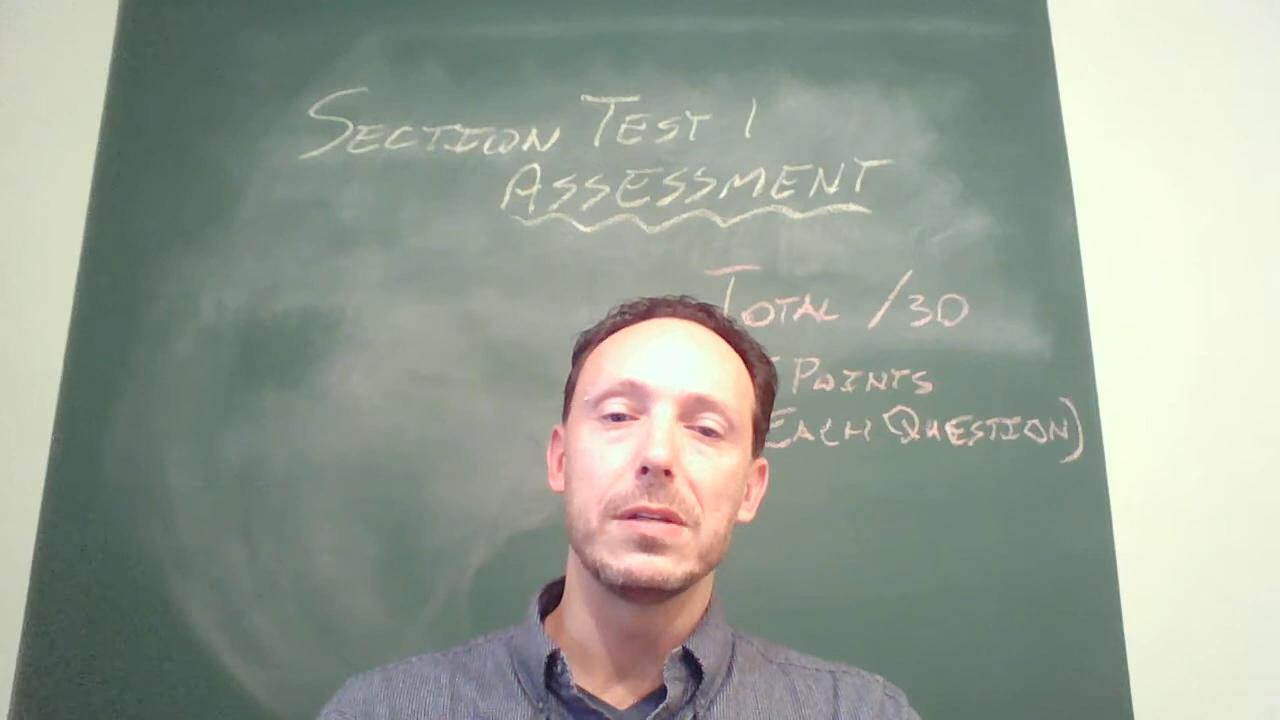 SECTION TEST 1
ASSESSMENT
TOTAL /30
POINTS
EACH QUESTION)